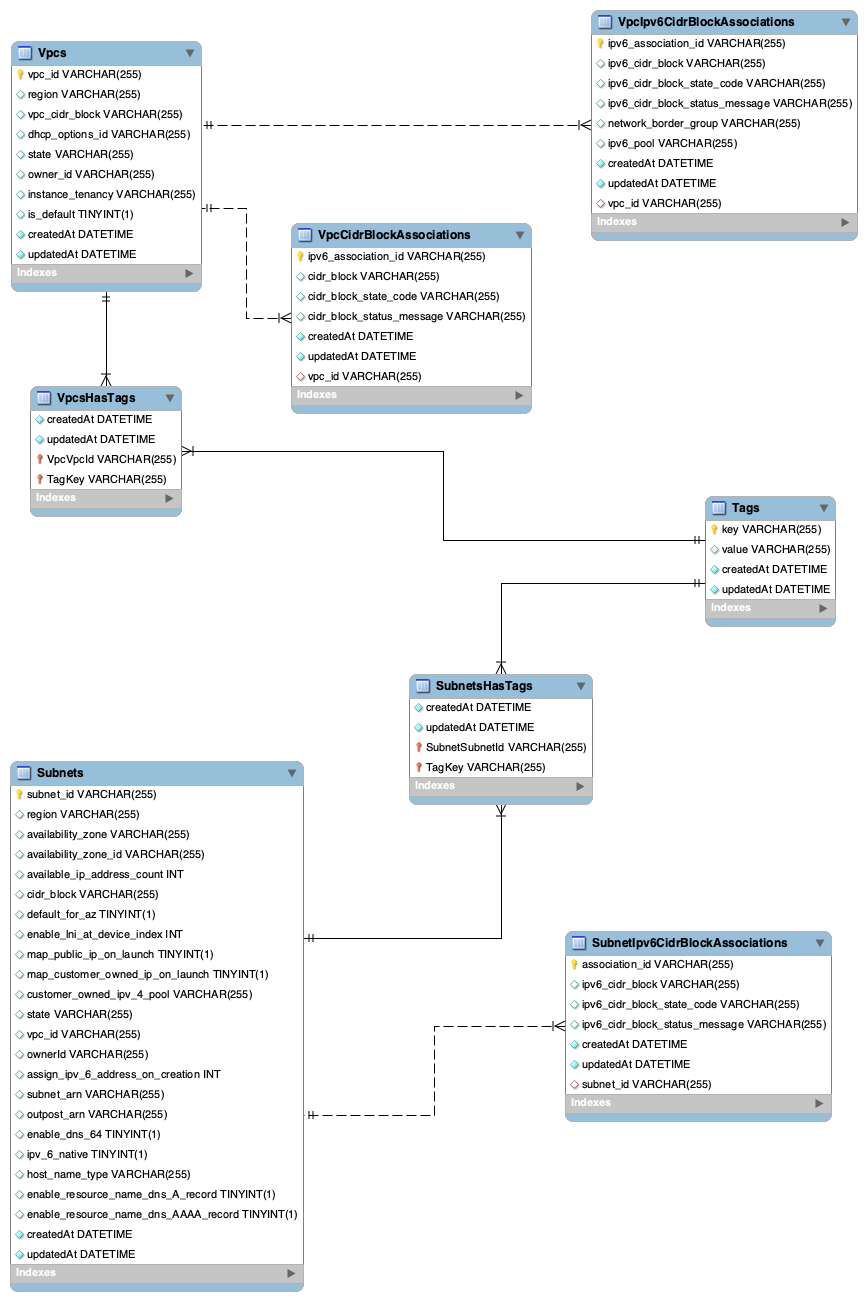 Vpcs
vpc_id VARCHAR(255)
region VARCHAR(255)
vpc_cidr_block VARCHAR(255)
dhcp_options_id VARCHAR(255)
state VARCHAR(255)
owner_id VARCHAR(255)
instance_tenancy VARCHAR(255)
is_default TINYINT(1)
createdAt DATETIME
updatedAt DATETIME
Indexes
VpcIpv6CidrBlockAssociations
ipv6_association_id VARCHAR(255)
ipv6_cidr_block VARCHAR(255)
ipv6_cidr_block_state_code VARCHAR(255)
ipv6_cidr_block_status_message VARCHAR(255)
network_border_group VARCHAR(255)
ipv6_pool VARCHAR(255)
createdAt DATETIME
updatedAt DATETIME
vpc_id VARCHAR(255)
Indexes
VpcCidrBlockAssociations
ipv6_association_id VARCHAR(255)
cidr_block VARCHAR(255)
cidr_block_state_code VARCHAR(255)
cidr_block_status_message VARCHAR(255)
createdAt DATETIME
updatedAt DATETIME
vpc_id VARCHAR(255)
Indexes
VpcsHasTags
createdAt DATETIME
updatedAt DATETIME
VpcVpcId VARCHAR(255)
TagKey VARCHAR(255)
Indexes
Tags
key VARCHAR(255)
value VARCHAR(255)
createdAt DATETIME
updatedAt DATETIME
Indexes
SubnetsHasTags
createdAt DATETIME
updatedAt DATETIME
SubnetSubnetId VARCHAR(255)
TagKey VARCHAR(255)
Indexes
Subnets
subnet_id VARCHAR(255)
region VARCHAR(255)
availability_zone VARCHAR(255)
availability_zone_id VARCHAR(255)
available_ip_address_count INT
cidr_block VARCHAR(255)
default_for_az TINYINT(1)
enable_lni_at_device_index INT
map_public_ip_on_launch TINYINT(1)
map_customer_owned_ip_on_launch TINYINT(1)
customer_owned_ipv_4_pool VARCHAR(255)
state VARCHAR(255)
vpc_id VARCHAR(255)
ownerId VARCHAR(255)
assign_ipv_6_address_on_creation INT
subnet_arn VARCHAR(255)
outpost_arn VARCHAR(255)
enable_dns_64 TINYINT(1)
ipv_6_native TINYINT(1)
host_name_type VARCHAR(255)
enable_resource_name_dns_A_record TINYINT(1)
enable_resource_name_dns_AAAA_record TINYINT(1)
createdAt DATETIME
updatedAt DATETIME
Indexes
SubnetIpv6CidrBlockAssociations
association_id VARCHAR(255)
ipv6_cidr_block VARCHAR(255)
ipv6_cidr_block_state_code VARCHAR(255)
ipv6_cidr_block_status_message VARCHAR(255)
createdAt DATETIME
updatedAt DATETIME
subnet_id VARCHAR(255)
Indexes